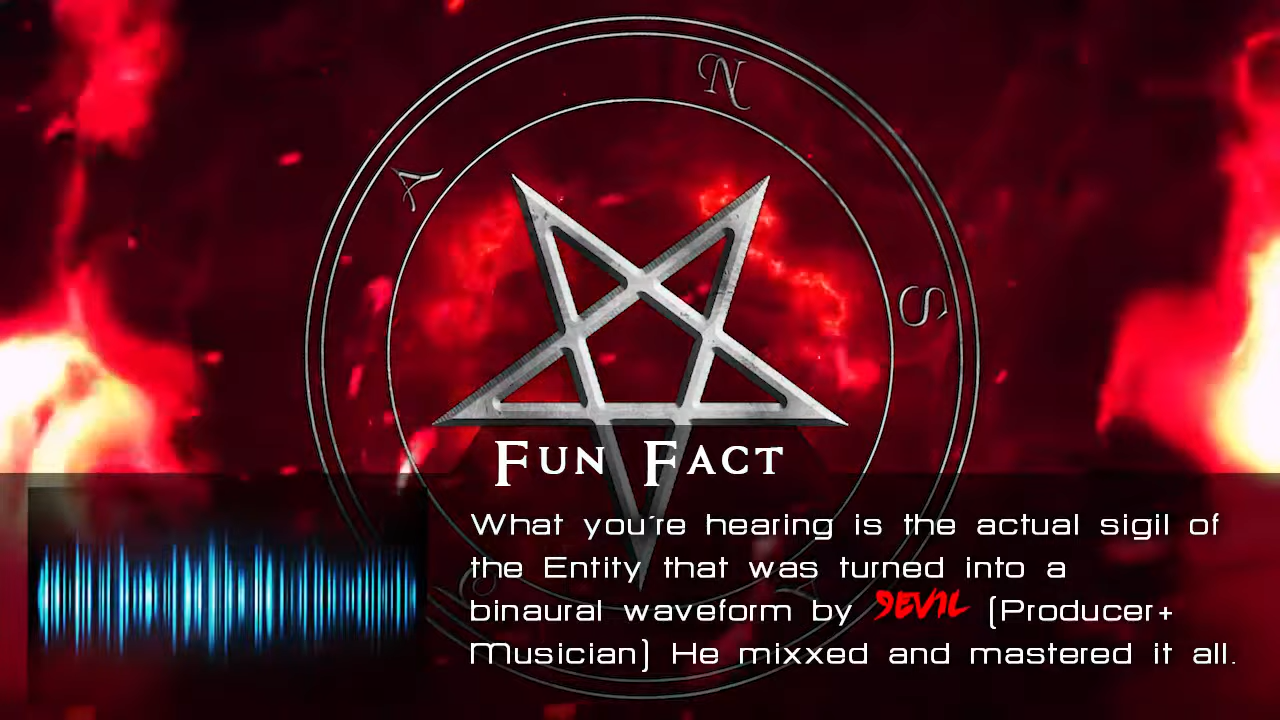 N
A
S
Fun Fact
What you're hearing is the actual sigil of
the Entity that was turned into a
binaural waveform by 9EV1L (Producer+
Musician) He mixxed and mastered it all.